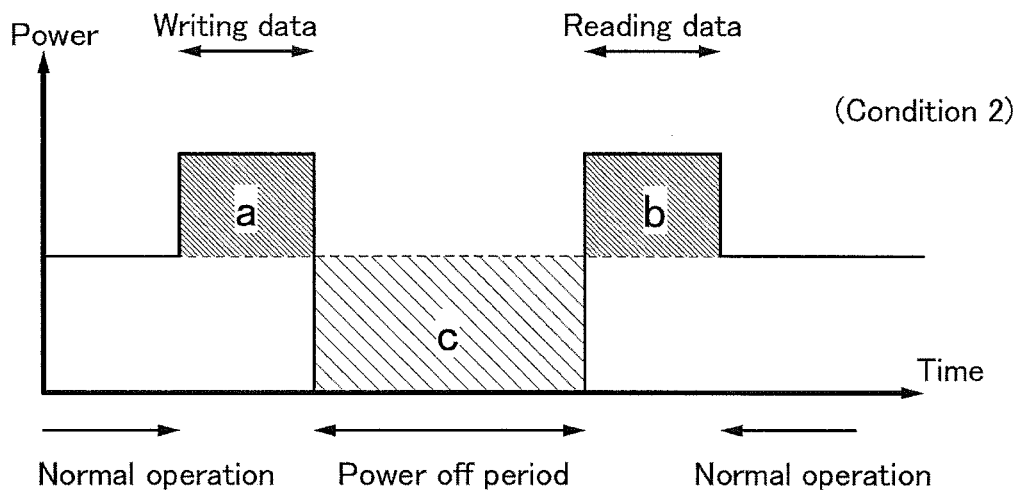 Writing data
Reading data
Power
(Condition 2)
a
b
c
Time
Normal operation
Power off period
Normal operation